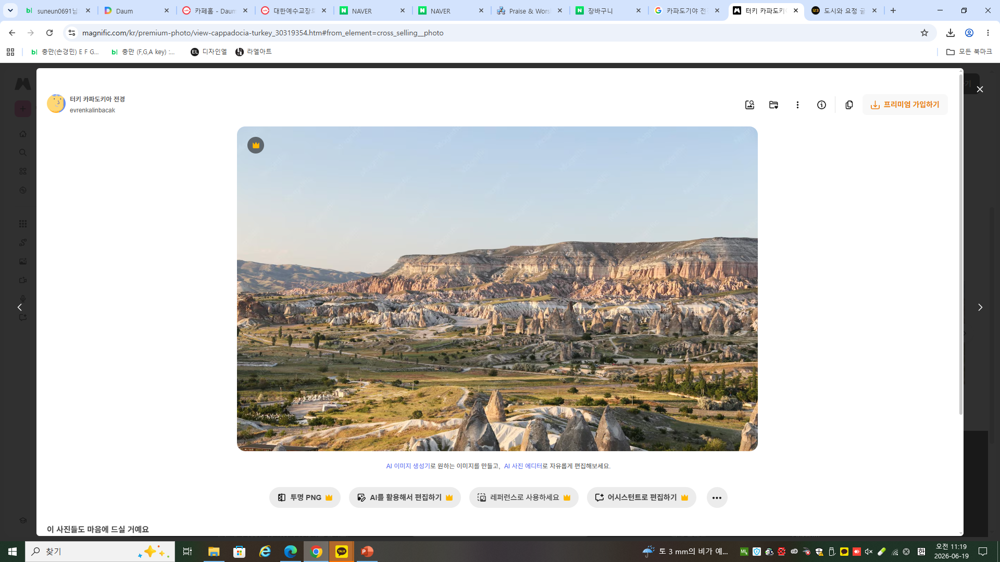 suneun0691님
Daum
카페홈 - Daum
대한예수교장로
NAVER
NAVER
Praise & Wors
장바구니
카파도기야 전
터키 카파도키
도시와 요정 굴
magnific.com/kr/premium-photo/view-cappadocia-turkey_30319354.htm#from_element=cross_selling__photo
충만(손경민) E F G...
충만 (F,G,A key) :...
디자인엘
라엘아트
모든 북마크
터키 카파도키아 전경
evrenkalinbacak
프리미엄 가입하기
AI 이미지 생성기로 원하는 이미지를 만들고, AI 사진 에디터로 자유롭게 편집해보세요.
투명 PNG
AI를 활용해서 편집하기
레퍼런스로 사용하세요
어시스턴트로 편집하기
이 사진들도 마음에 드실 거예요
찾기
토 3 mm의 비가 예...
오전 11:19
2026-06-19